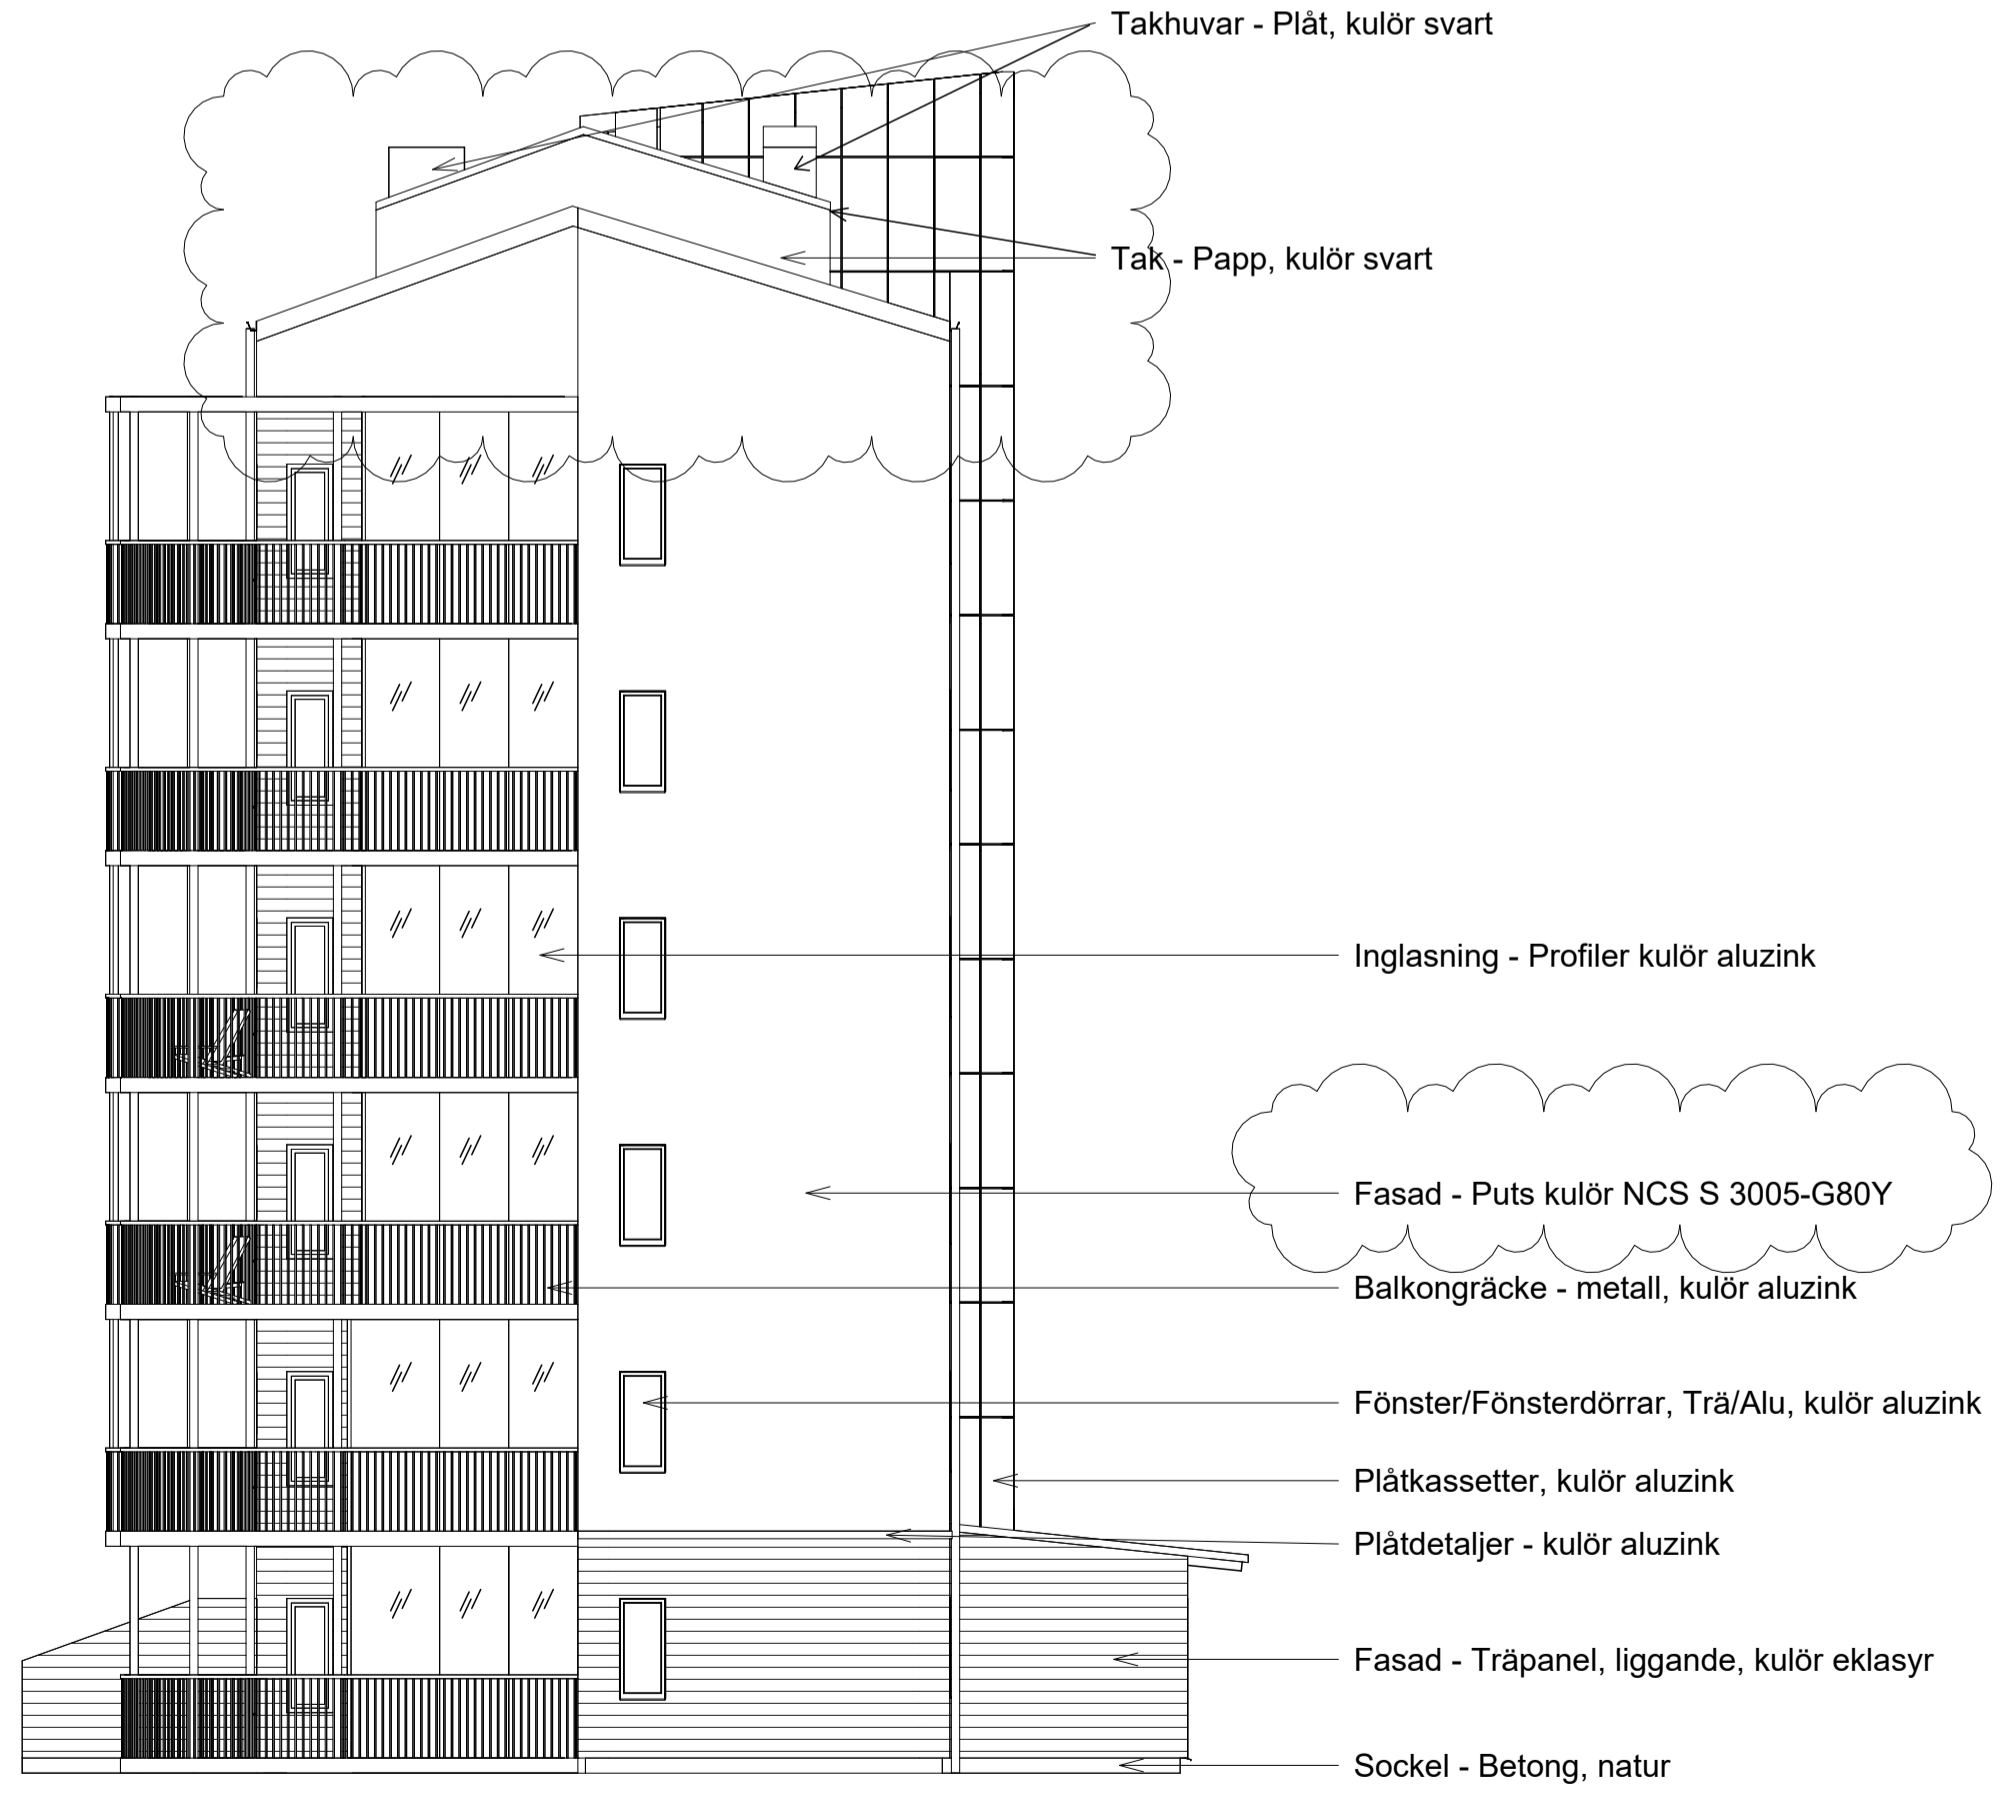 Takhuvar - Plåt, kulör svart
Tak - Papp, kulör svart
Inglasning - Profiler kulör aluzink
Fasad - Puts kulör NCS S 3005-G80Y
Balkongräcke - metall, kulör aluzink
Fönster/Fönsterdörrar, Trä/Alu, kulör aluzink
Plåtkassetter, kulör aluzink
Plåtdetaljer - kulör aluzink
Fasad - Träpanel, liggande, kulör eklasyr
Sockel - Betong, natur